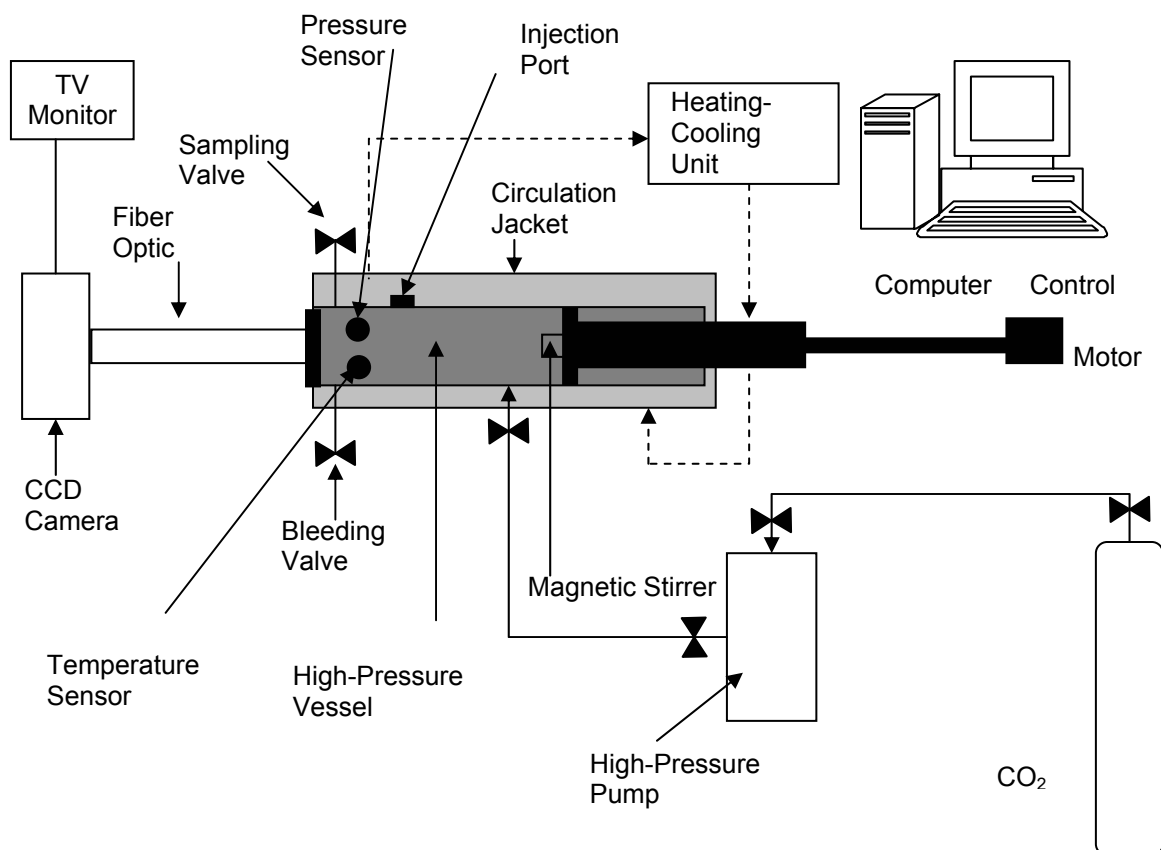 Pressure
Sensor
Injection
Port
TV
Monitor
Heating-
Cooling
Unit
Sampling
Valve
Circulation
Jacket
Fiber
Optic
Computer Control
Motor
CCD
Camera
Bleeding
Valve
Magnetic Stirrer
Temperature
Sensor
High-Pressure
Vessel
High-Pressure
Pump
CO₂